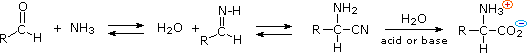 O
R H + NH3 ⇌ H2O + N-H
R H ⇌ NH2
R CN
H H2O
acid or base NH3⊕
R CO2⊖
H